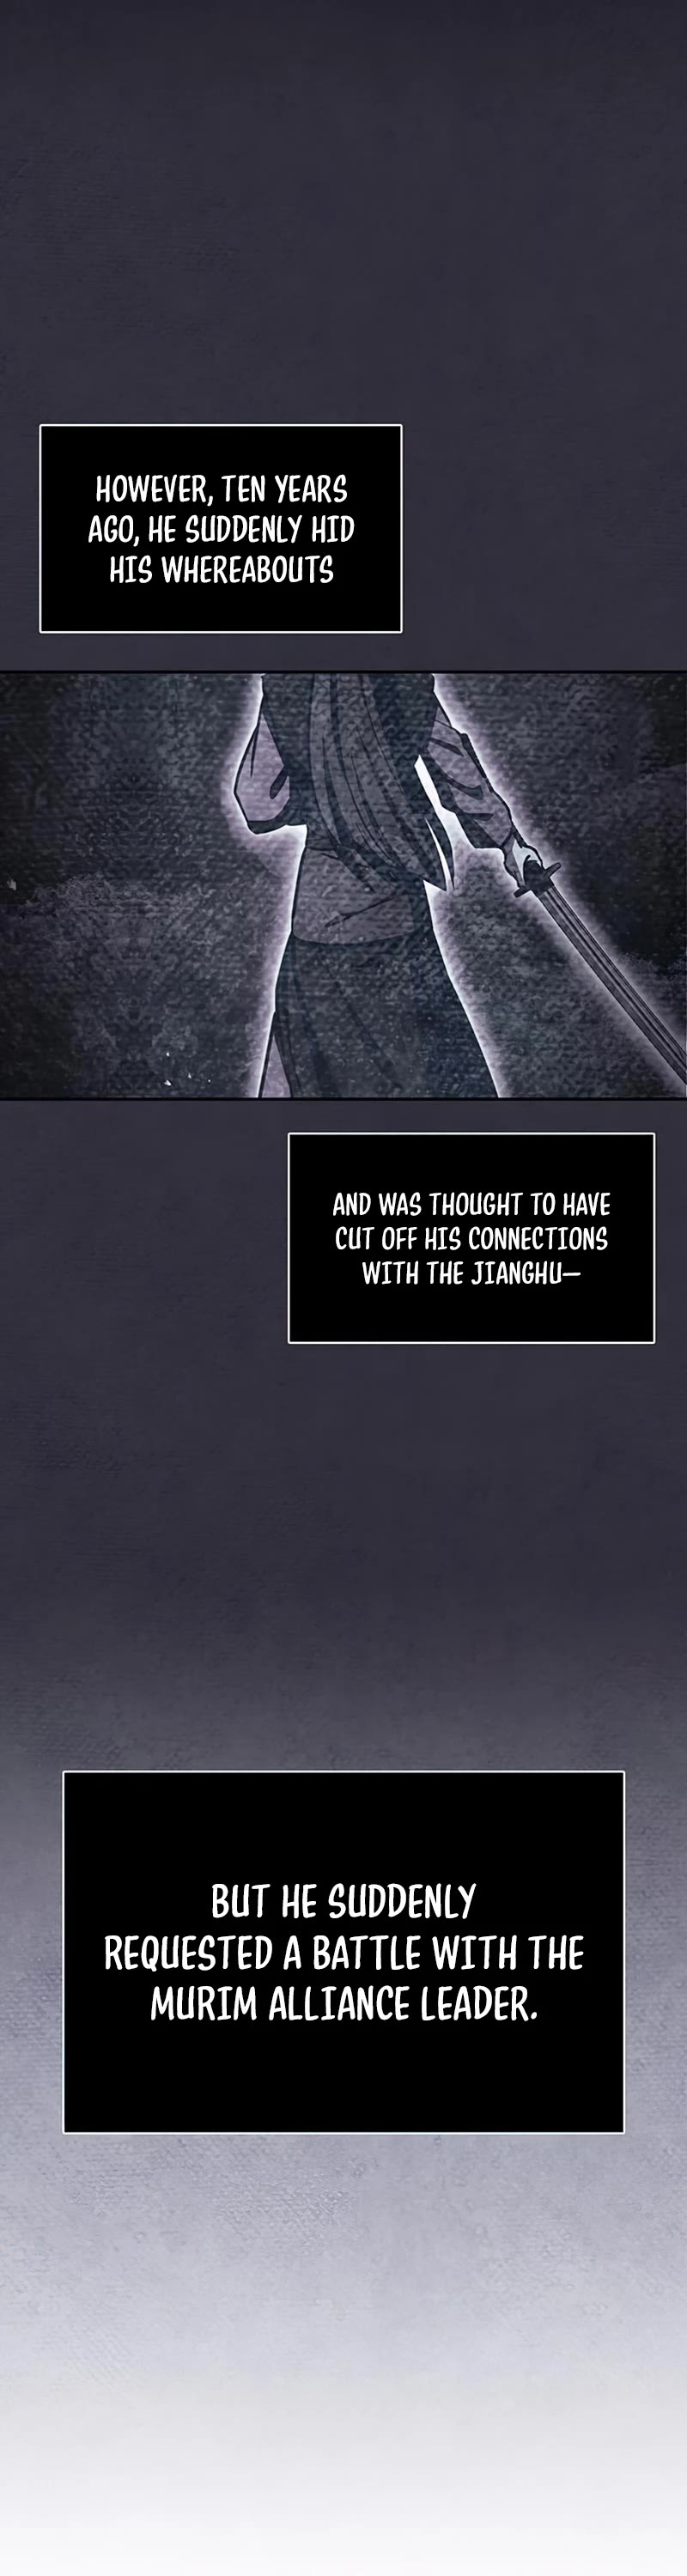 HOWEVER, TEN YEARS
AGO, HE SUDDENLY HID
HIS WHEREABOUTS
AND WAS THOUGHT TO HAVE
CUT OFF HIS CONNECTIONS
WITH THE JIANGHU—
BUT HE SUDDENLY
REQUESTED A BATTLE WITH THE
MURIM ALLIANCE LEADER.